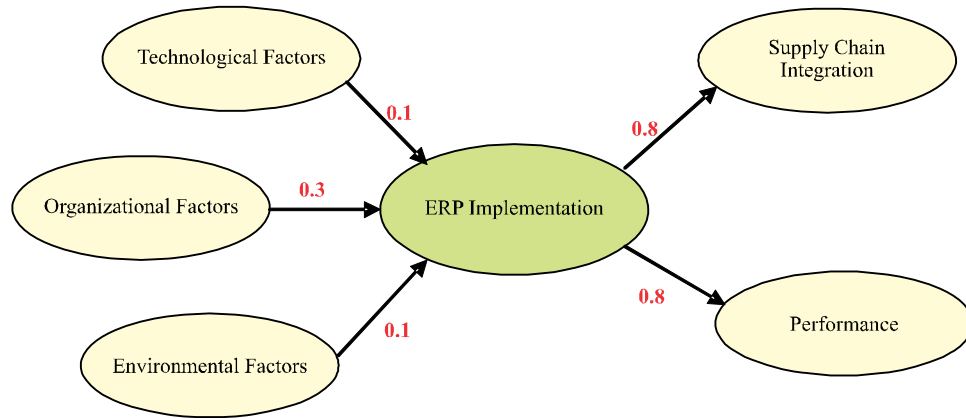 Technological Factors
Supply Chain
Integration
0.1
0.8
Organizational Factors
0.3
ERP Implementation
0.8
0.1
Performance
Environmental Factors